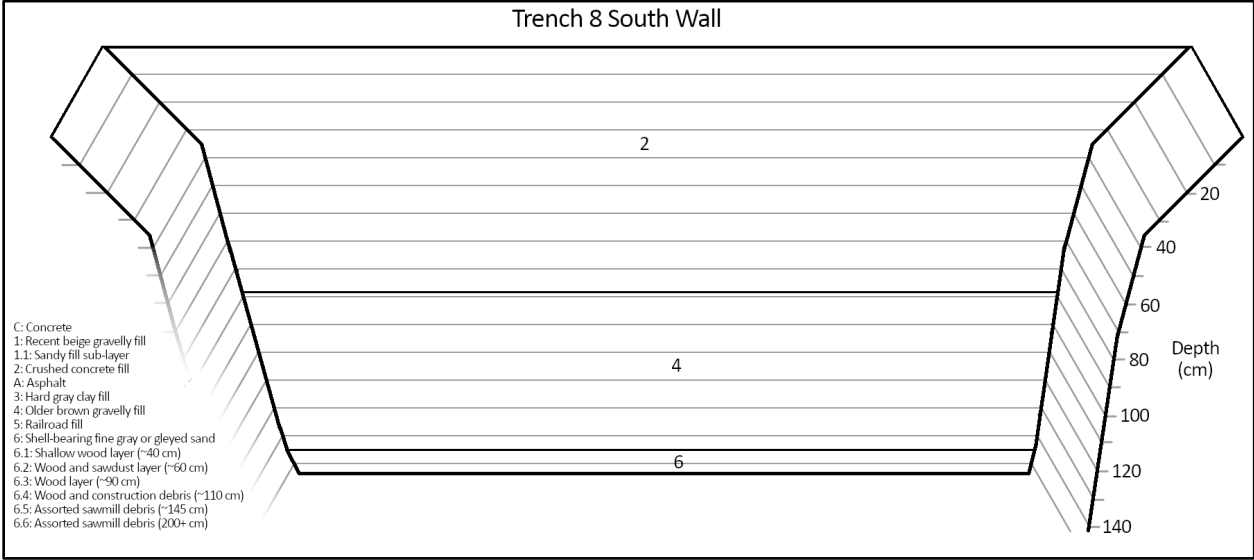 Trench 8 South Wall
2
20
40
60
4
80
Depth
(cm)
100
6
120
140
C: Concrete
1: Recent beige gravelly fill
1.1: Sandy fill sub-layer
2: Crushed concrete fill
A: Asphalt
3: Hard gray clay fill
4: Older brown gravelly fill
5: Railroad fill
6: Shell-bearing fine gray or gleyed sand
6.1: Shallow wood layer (~40 cm)
6.2: Wood and sawdust layer (~60 cm)
6.3: Wood layer (~90 cm)
6.4: Wood and construction debris (~110 cm)
6.5: Assorted sawmill debris (~145 cm)
6.6: Assorted sawmill debris (200+ cm)